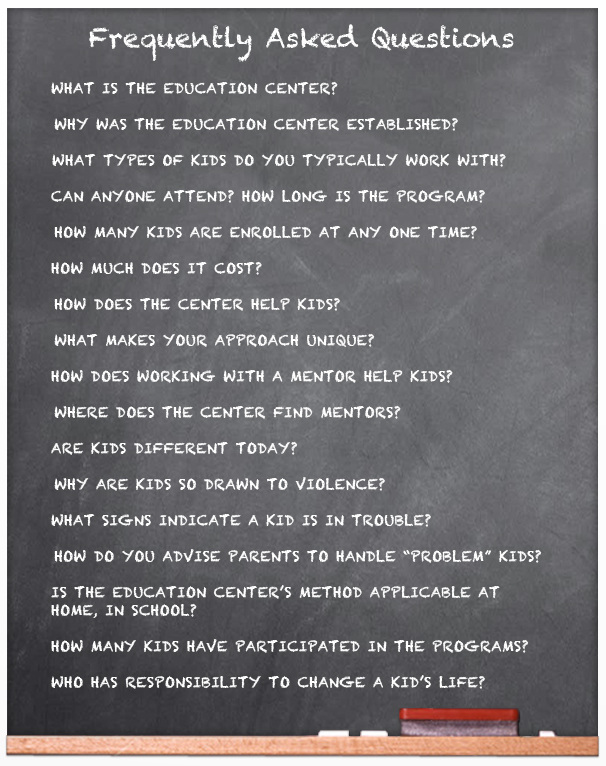 Frequently Asked Questions
WHAT IS THE EDUCATION CENTER?
WHY WAS THE EDUCATION CENTER ESTABLISHED?
WHAT TYPES OF KIDS DO YOU TYPICALLY WORK WITH?
CAN ANYONE ATTEND? HOW LONG IS THE PROGRAM?
HOW MANY KIDS ARE ENROLLED AT ANY ONE TIME?
HOW MUCH DOES IT COST?
HOW DOES THE CENTER HELP KIDS?
WHAT MAKES YOUR APPROACH UNIQUE?
HOW DOES WORKING WITH A MENTOR HELP KIDS?
WHERE DOES THE CENTER FIND MENTORS?
ARE KIDS DIFFERENT TODAY?
WHY ARE KIDS SO DRAWN TO VIOLENCE?
WHAT SIGNS INDICATE A KID IS IN TROUBLE?
HOW DO YOU ADVISE PARENTS TO HANDLE “PROBLEM” KIDS?
IS THE EDUCATION CENTER’S METHOD APPLICABLE AT
HOME, IN SCHOOL?
HOW MANY KIDS HAVE PARTICIPATED IN THE PROGRAMS?
WHO HAS RESPONSIBILITY TO CHANGE A KID’S LIFE?